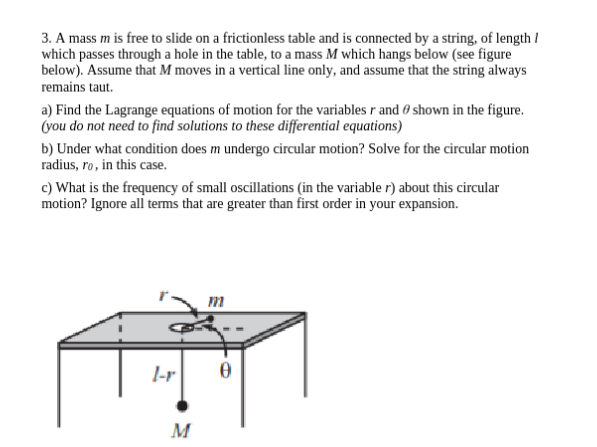 3. A mass m is free to slide on a frictionless table and is connected by a string, of length l
which passes through a hole in the table, to a mass M which hangs below (see figure
below). Assume that M moves in a vertical line only, and assume that the string always
remains taut.
a) Find the Lagrange equations of motion for the variables r and θ shown in the figure.
(you do not need to find solutions to these differential equations)
b) Under what condition does m undergo circular motion? Solve for the circular motion
radius, r₀, in this case.
c) What is the frequency of small oscillations (in the variable r) about this circular
motion? Ignore all terms that are greater than first order in your expansion.
r
m
l-r
θ
M